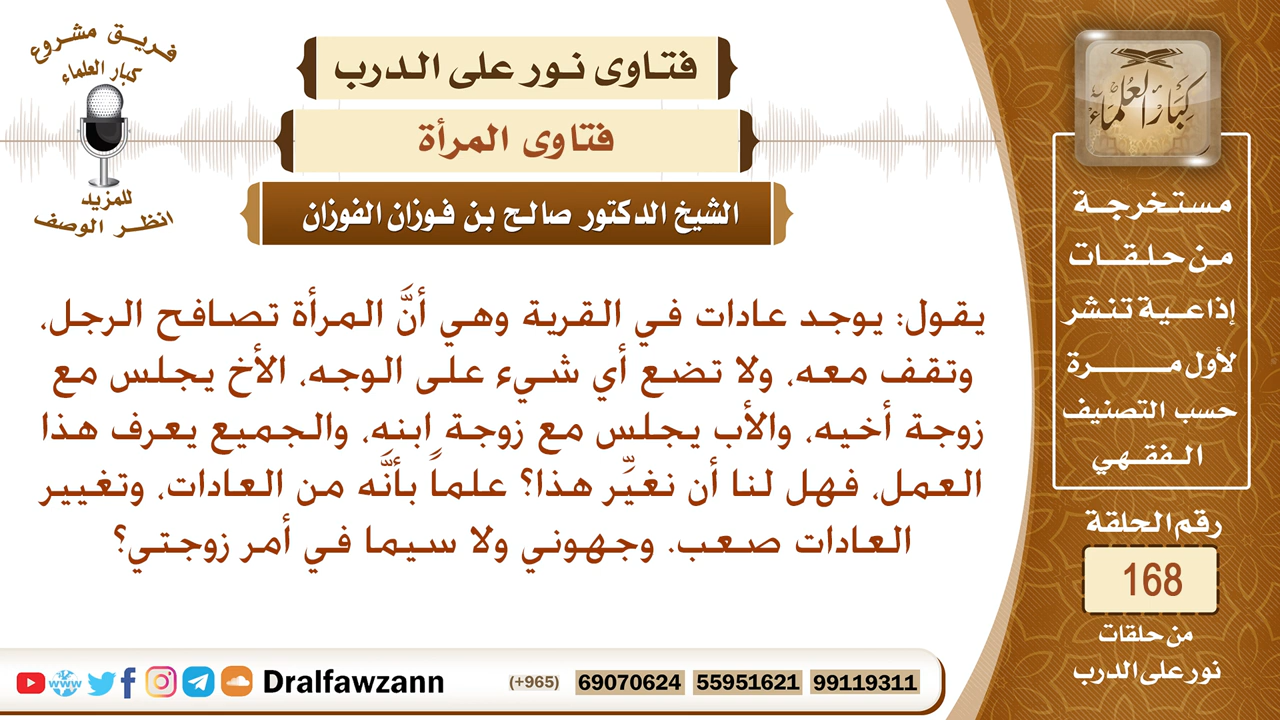 فريق مشروع
كبار العلماء
للمزيد
انظر الوصف
فتاوى نور على الدرب
فتاوى المرأة
الشيخ الدكتور صالح بن فوزان الفوزان
يقول: يوجد عادات في القرية وهي أنَّ المرأة تصافح الرجل،
وتقف معه، ولا تضع أي شيء على الوجه، الأخ يجلس مع
زوجة أخيه، والأب يجلس مع زوجة ابنه، والجميع يعرف هذا
العمل، فهل لنا أن نغيِّر هذا؟ علماً بأنَّه من العادات، وتغيير
العادات صعب. وجهوني ولا سيما في أمر زوجتي؟
كِبَارُ العُلَمَاء
مستخرجة
من حلقات
إذاعية تنشر
لأول مرة
حسب التصنيف
الفقهي
رقم الحلقة
168
من حلقات
نور على الدرب
www
Dralfawzann
(+965) 69070624 55951621 99119311